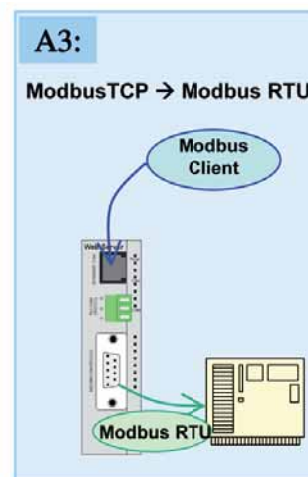 A3:
ModbusTCP → Modbus RTU
Modbus
Client
Modbus RTU